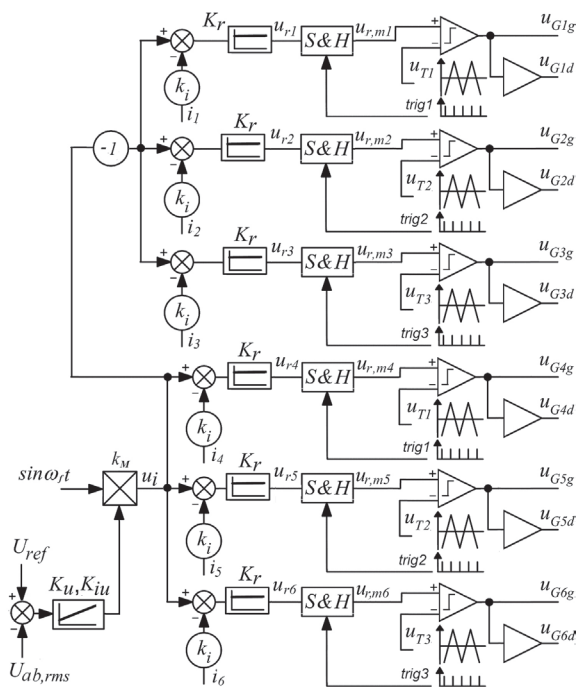 K_r u_r1 S&H u_r,m1 + − u_G1g
+ −
k_i
i_1
u_T1 trig1 u_G1d
-1
K_r u_r2 S&H u_r,m2 + − u_G2g
+ −
k_i
i_2
u_T2 trig2 u_G2d
K_r u_r3 S&H u_r,m3 + − u_G3g
+ −
k_i
i_3
u_T3 trig3 u_G3d
K_r u_r4 S&H u_r,m4 + − u_G4g
+ −
k_i
i_4
u_T1 trig1 u_G4d
sinω_ft k_M u_i
K_r u_r5 S&H u_r,m5 + − u_G5g
+ −
k_i
i_5
u_T2 trig2 u_G5d
U_ref
+ −
K_u,K_iu
U_ab,rms
K_r u_r6 S&H u_r,m6 + − u_G6g
+ −
k_i
i_6
u_T3 trig3 u_G6d